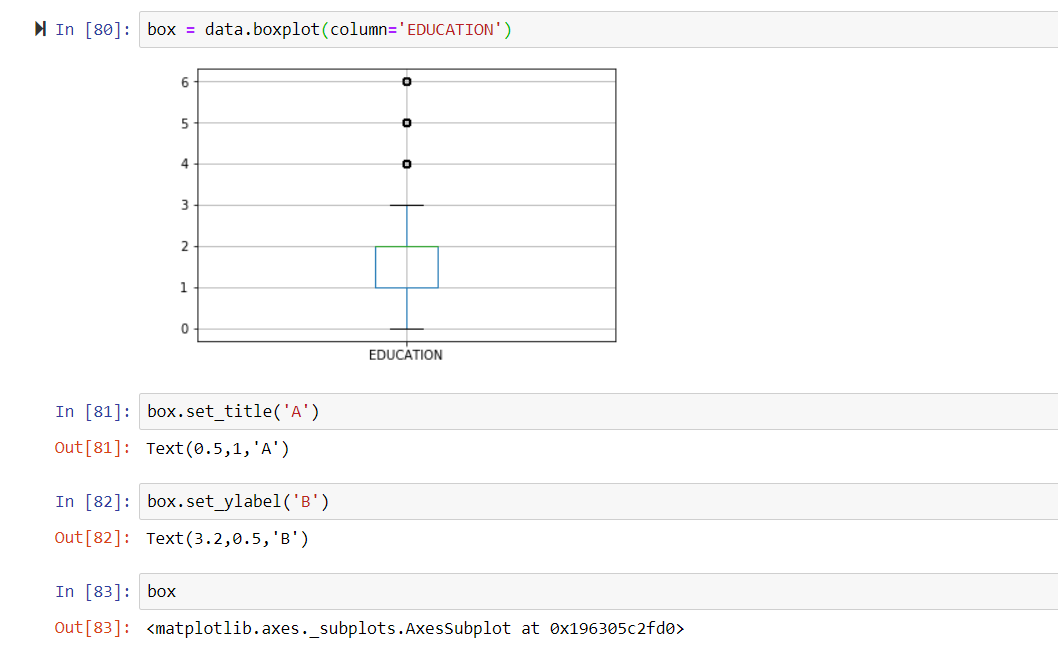 In [80]: box = data.boxplot(column='EDUCATION')
6
5
4
3
2
1
0
EDUCATION
In [81]: box.set_title('A')
Out[81]: Text(0.5,1,'A')
In [82]: box.set_ylabel('B')
Out[82]: Text(3.2,0.5,'B')
In [83]: box
Out[83]: <matplotlib.axes._subplots.AxesSubplot at 0x196305c2fd0>